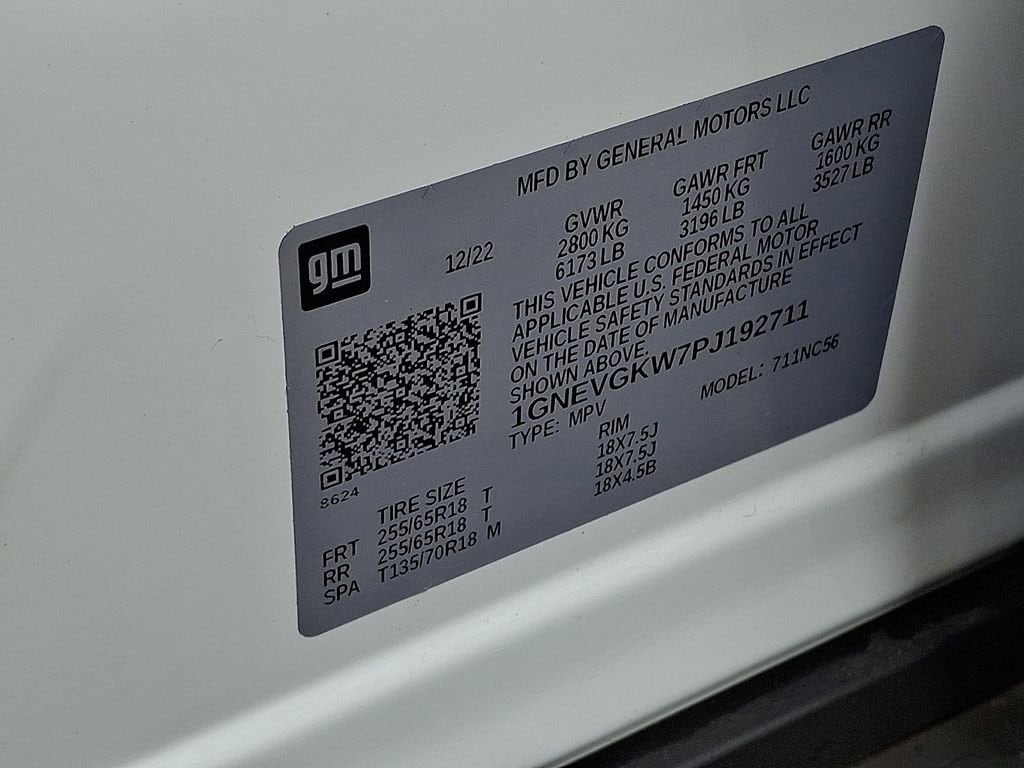 MFD BY GENERAL MOTORS LLC
gm
12/22
GVWR GAWR FRT GAWR RR
2800 KG 1450 KG 1600 KG
6173 LB 3196 LB 3527 LB
THIS VEHICLE CONFORMS TO ALL
APPLICABLE U.S. FEDERAL MOTOR
VEHICLE SAFETY STANDARDS IN EFFECT
ON THE DATE OF MANUFACTURE
SHOWN ABOVE.
1GNEVGKW7PJ192711
TYPE: MPV MODEL: 711NC56
8624
TIRE SIZE RIM
FRT 255/65R18 T 18X7.5J
RR 255/65R18 T 18X7.5J
SPA T135/70R18 M 18X4.5B